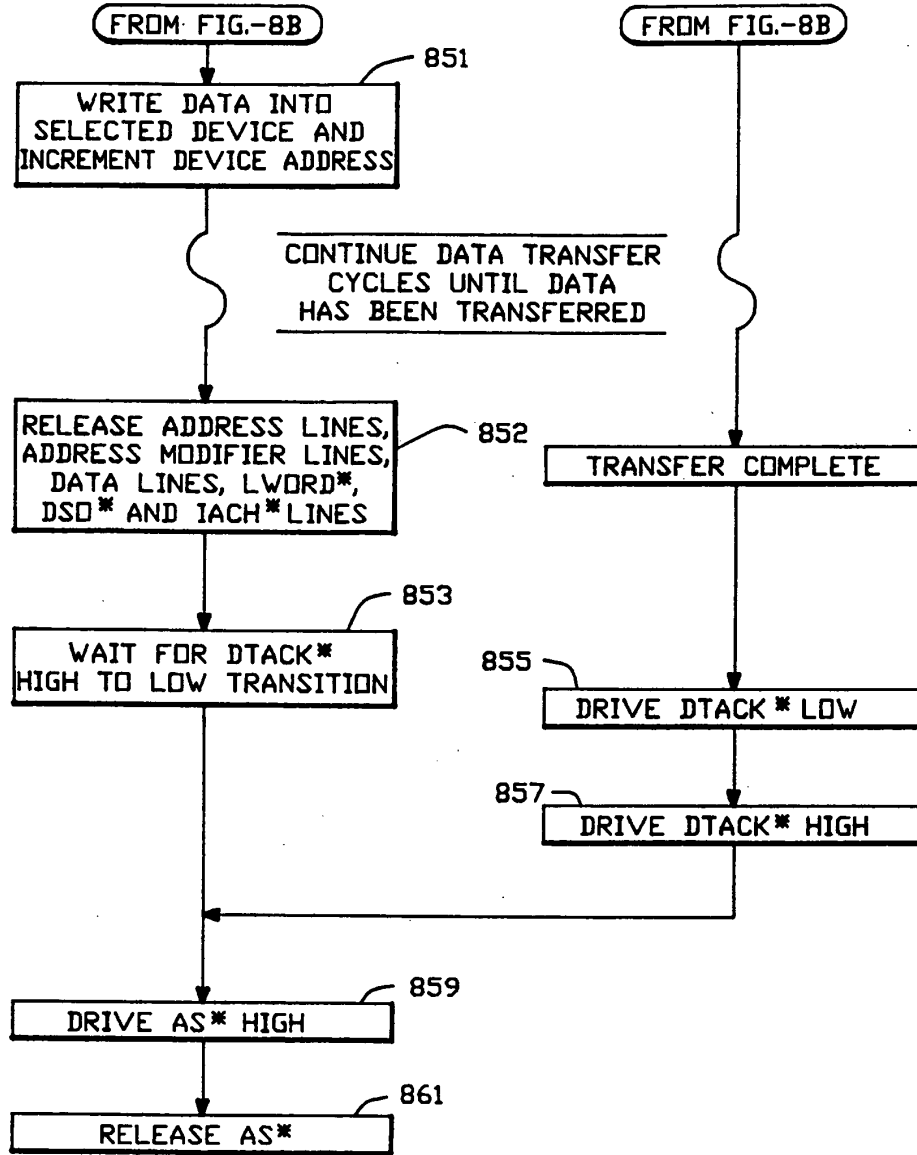 FROM FIG.-8B
FROM FIG.-8B
851
WRITE DATA INTO
SELECTED DEVICE AND
INCREMENT DEVICE ADDRESS
CONTINUE DATA TRANSFER
CYCLES UNTIL DATA
HAS BEEN TRANSFERRED
RELEASE ADDRESS LINES,
ADDRESS MODIFIER LINES,
DATA LINES, LWORD*,
DSO* AND IACH* LINES
852
TRANSFER COMPLETE
853
WAIT FOR DTACK*
HIGH TO LOW TRANSITION
855
DRIVE DTACK* LOW
857
DRIVE DTACK* HIGH
859
DRIVE AS* HIGH
861
RELEASE AS*